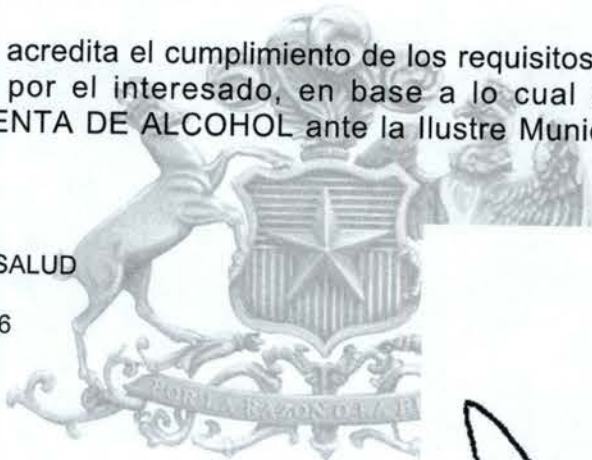 acredita el cumplimiento de los requisitos
por el interesado, en base a lo cual
ENTA DE ALCOHOL ante la Ilustre Munic
SALUD
6
POR LA RAZON O LA